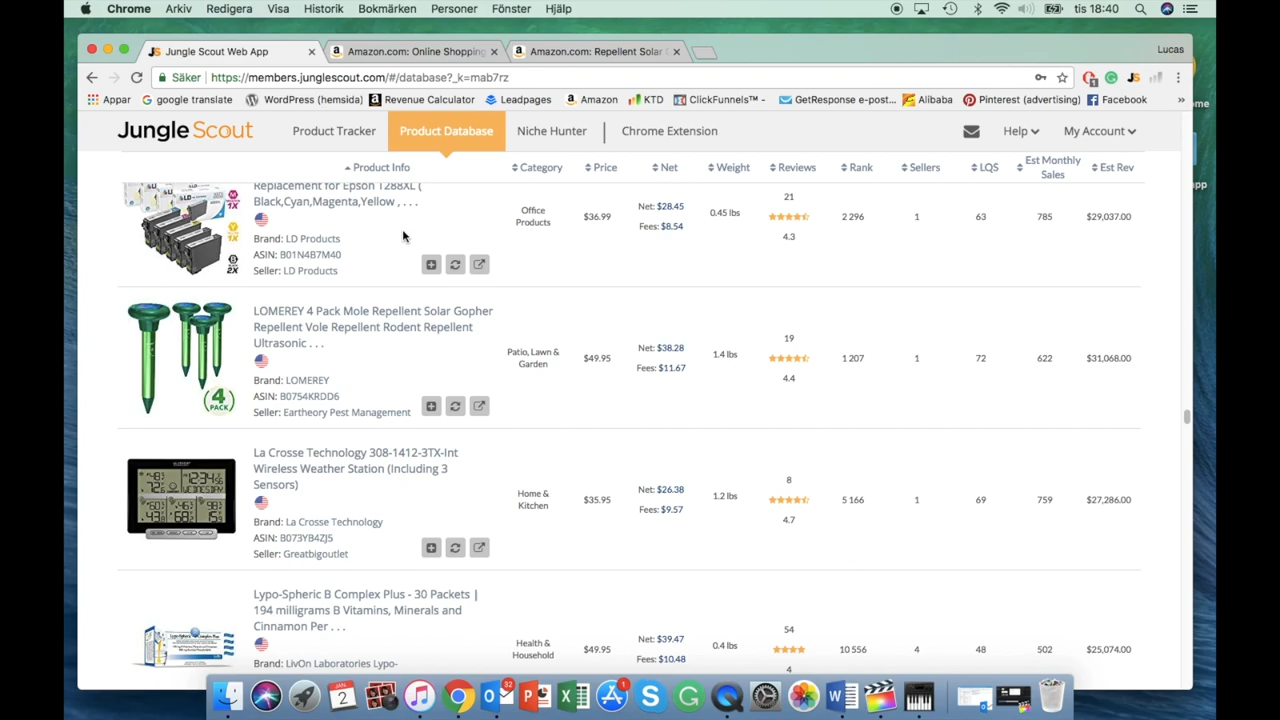 Chrome Arkiv Redigera Visa Historik Bokmärken Personer Fönster Hjälp tis 18:40
Jungle Scout Web App Amazon.com: Online Shopping Amazon.com: Repellent Solar Lucas
Säker https://members.junglescout.com/#/database?_k=mab7rz
Appar google translate WordPress (hemsida) Revenue Calculator Leadpages Amazon KTD ClickFunnels™ - GetResponse e-post... Alibaba Pinterest (advertising) Facebook »
Jungle Scout Product Tracker Product Database Niche Hunter Chrome Extension Help My Account
Product Info Category Price Net Weight Reviews Rank Sellers LQS Est Monthly Sales Est Rev
Replacement for Epson 1288XL (
Black,Cyan,Magenta,Yellow , . . .
Brand: LD Products
ASIN: B01N4B7M40
Seller: LD Products
Office
Products
$36.99
Net: $28.45
Fees: $8.54
0.45 lbs
21
4.3
2 296
1
63
785
$29,037.00
LOMEREY 4 Pack Mole Repellent Solar Gopher
Repellent Vole Repellent Rodent Repellent
Ultrasonic . . .
Brand: LOMEREY
ASIN: B0754KRDD6
Seller: Eartheory Pest Management
4
PACK
Patio, Lawn &
Garden
$49.95
Net: $38.28
Fees: $11.67
1.4 lbs
19
4.4
1 207
1
72
622
$31,068.00
La Crosse Technology 308-1412-3TX-Int
Wireless Weather Station (Including 3
Sensors)
Brand: La Crosse Technology
ASIN: B073YB4ZJ5
Seller: Greatbigoutlet
Home &
Kitchen
$35.95
Net: $26.38
Fees: $9.57
1.2 lbs
8
4.7
5 166
1
69
759
$27,286.00
Lypo-Spheric B Complex Plus - 30 Packets |
194 milligrams B Vitamins, Minerals and
Cinnamon Per . . .
Brand: LivOn Laboratories Lypo-
Health &
Household
$49.95
Net: $39.47
Fees: $10.48
0.4 lbs
54
4
10 556
4
48
502
$25,074.00